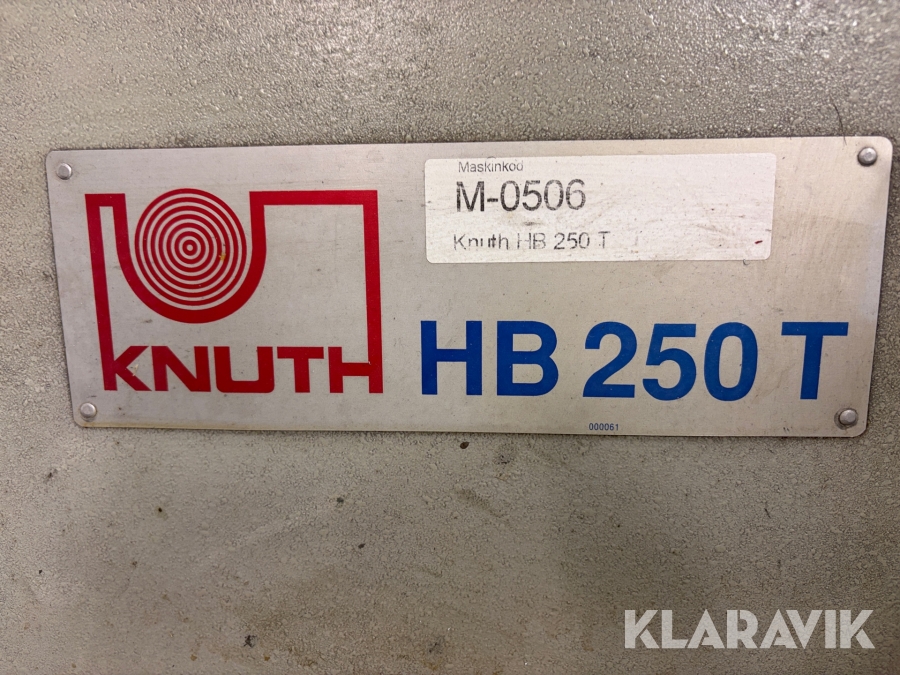 Maskinkod
M-0506
Knuth HB 250 T
KNUTH
HB 250 T
000061
KLARAVIK